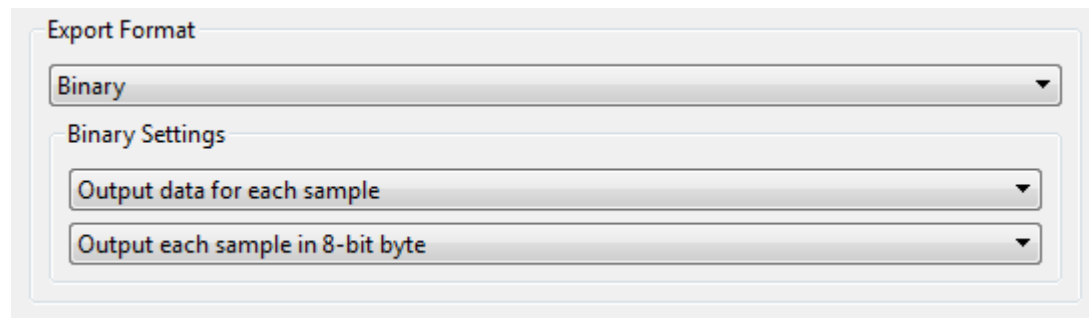 Export Format
Binary
Binary Settings
Output data for each sample
Output each sample in 8-bit byte